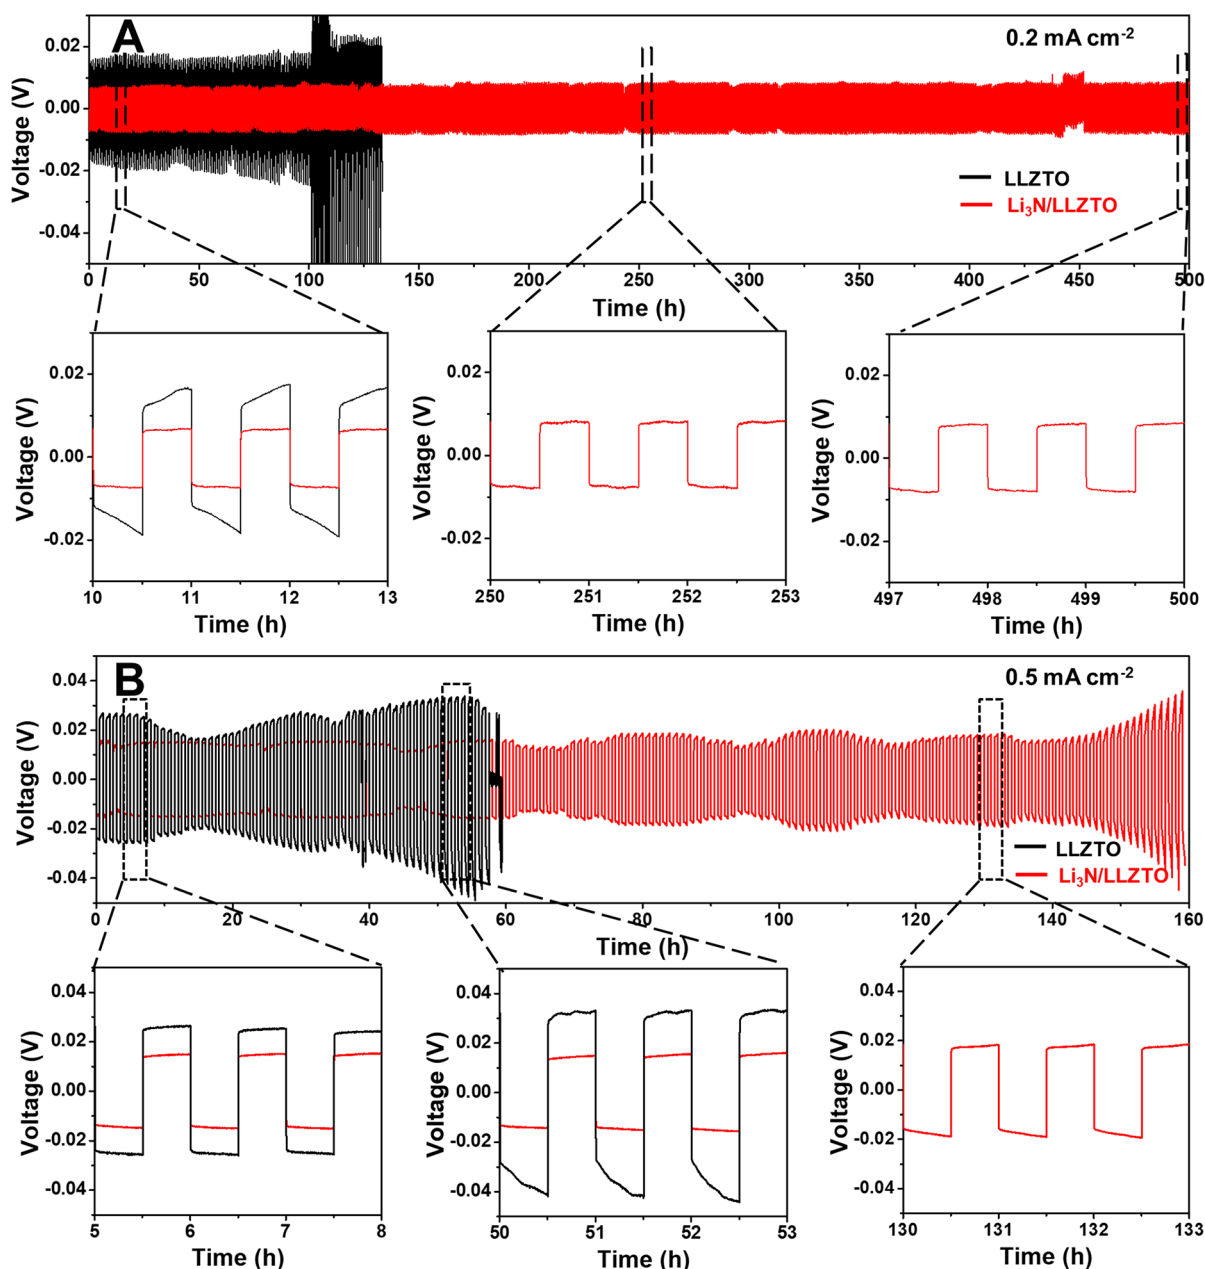 A
0.2 mA cm-2
Voltage (V)
0.02
0.00
-0.02
-0.04
LLZTO
Li3N/LLZTO
0 50 100 150 200 250 300 350 400 450 500
Time (h)
Voltage (V)
0.02
0.00
-0.02
10 11 12 13
Time (h)
Voltage (V)
0.02
0.00
-0.02
250 251 252 253
Time (h)
Voltage (V)
0.02
0.00
-0.02
497 498 499 500
Time (h)
B
0.5 mA cm-2
Voltage (V)
0.04
0.02
0.00
-0.02
-0.04
LLZTO
Li3N/LLZTO
0 20 40 60 80 100 120 140 160
Time (h)
Voltage (V)
0.04
0.02
0.00
-0.02
-0.04
5 6 7 8
Time (h)
Voltage (V)
0.04
0.02
0.00
-0.02
-0.04
50 51 52 53
Time (h)
Voltage (V)
0.04
0.02
0.00
-0.02
-0.04
130 131 132 133
Time (h)